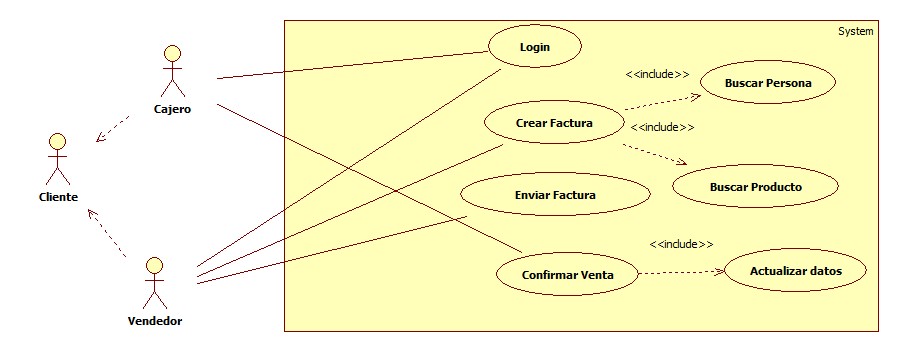 System
Login
<<include>>
Buscar Persona
Cajero
Crear Factura
<<include>>
Cliente
Enviar Factura
Buscar Producto
<<include>>
Confirmar Venta
Actualizar datos
Vendedor